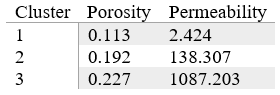 Cluster Porosity Permeability
1 0.113 2.424
2 0.192 138.307
3 0.227 1087.203